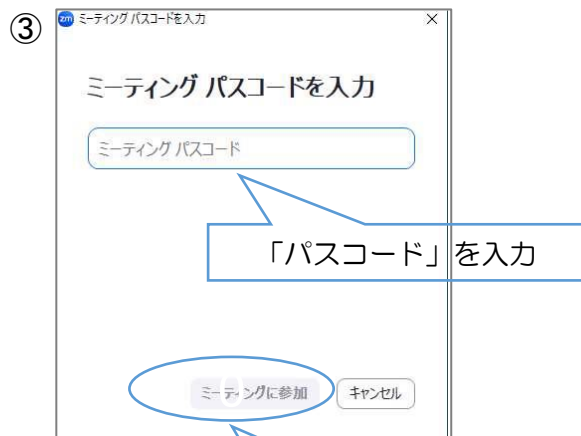 ③
zm ミーティング パスコードを入力
ミーティング パスコードを入力
ミーティング パスコード
「パスコード」を入力
ミーティングに参加
キャンセル